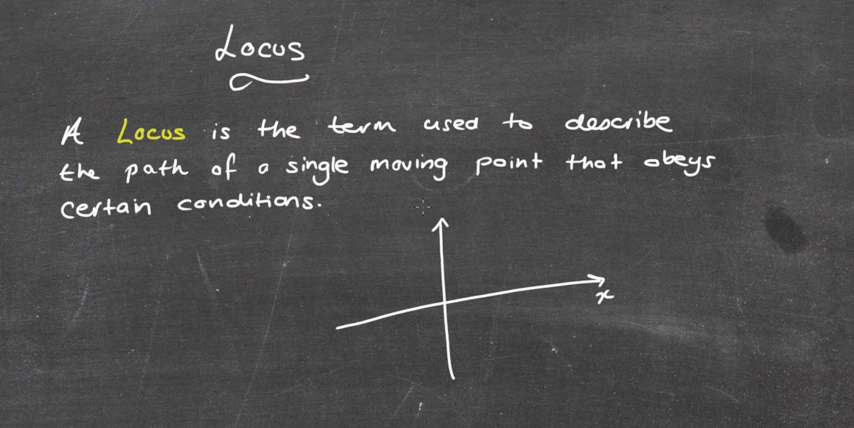 Locus
A Locus is the term used to describe
the path of a single moving point that obeys
certain conditions.
x